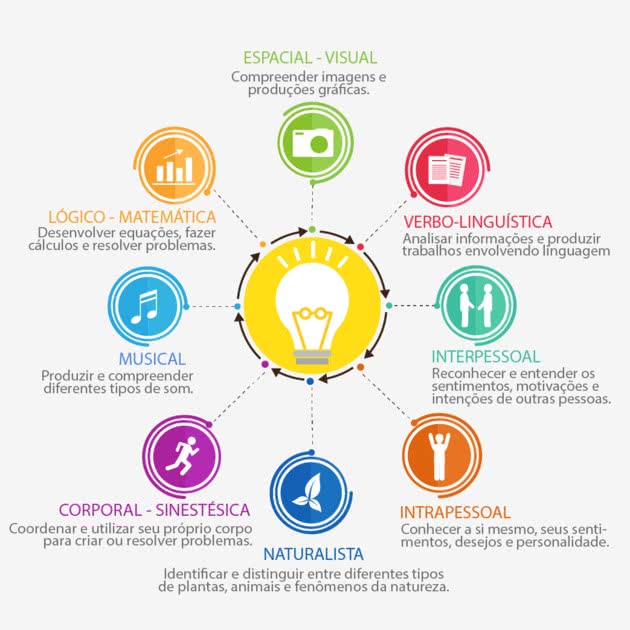 ESPACIAL - VISUAL
Compreender imagens e
produções gráficas.
LÓGICO - MATEMÁTICA
Desenvolver equações, fazer
cálculos e resolver problemas.
VERBO-LINGUÍSTICA
Analisar informações e produzir
trabalhos envolvendo linguagem
MUSICAL
Produzir e compreender
diferentes tipos de som.
INTERPESSOAL
Reconhecer e entender os
sentimentos, motivações e
intenções de outras pessoas.
CORPORAL - SINESTÉSICA
Coordenar e utilizar seu próprio corpo
para criar ou resolver problemas.
INTRAPESSOAL
Conhecer a si mesmo, seus senti-
mentos, desejos e personalidade.
NATURALISTA
Identificar e distinguir entre diferentes tipos
de plantas, animais e fenômenos da natureza.